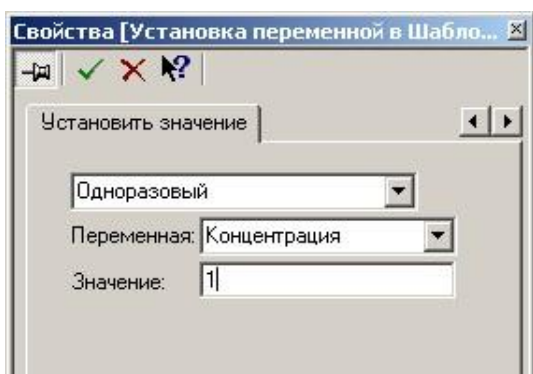 Свойства [Установка переменной в Шабло...
Установить значение
Одноразовый
Переменная: Концентрация
Значение: 1